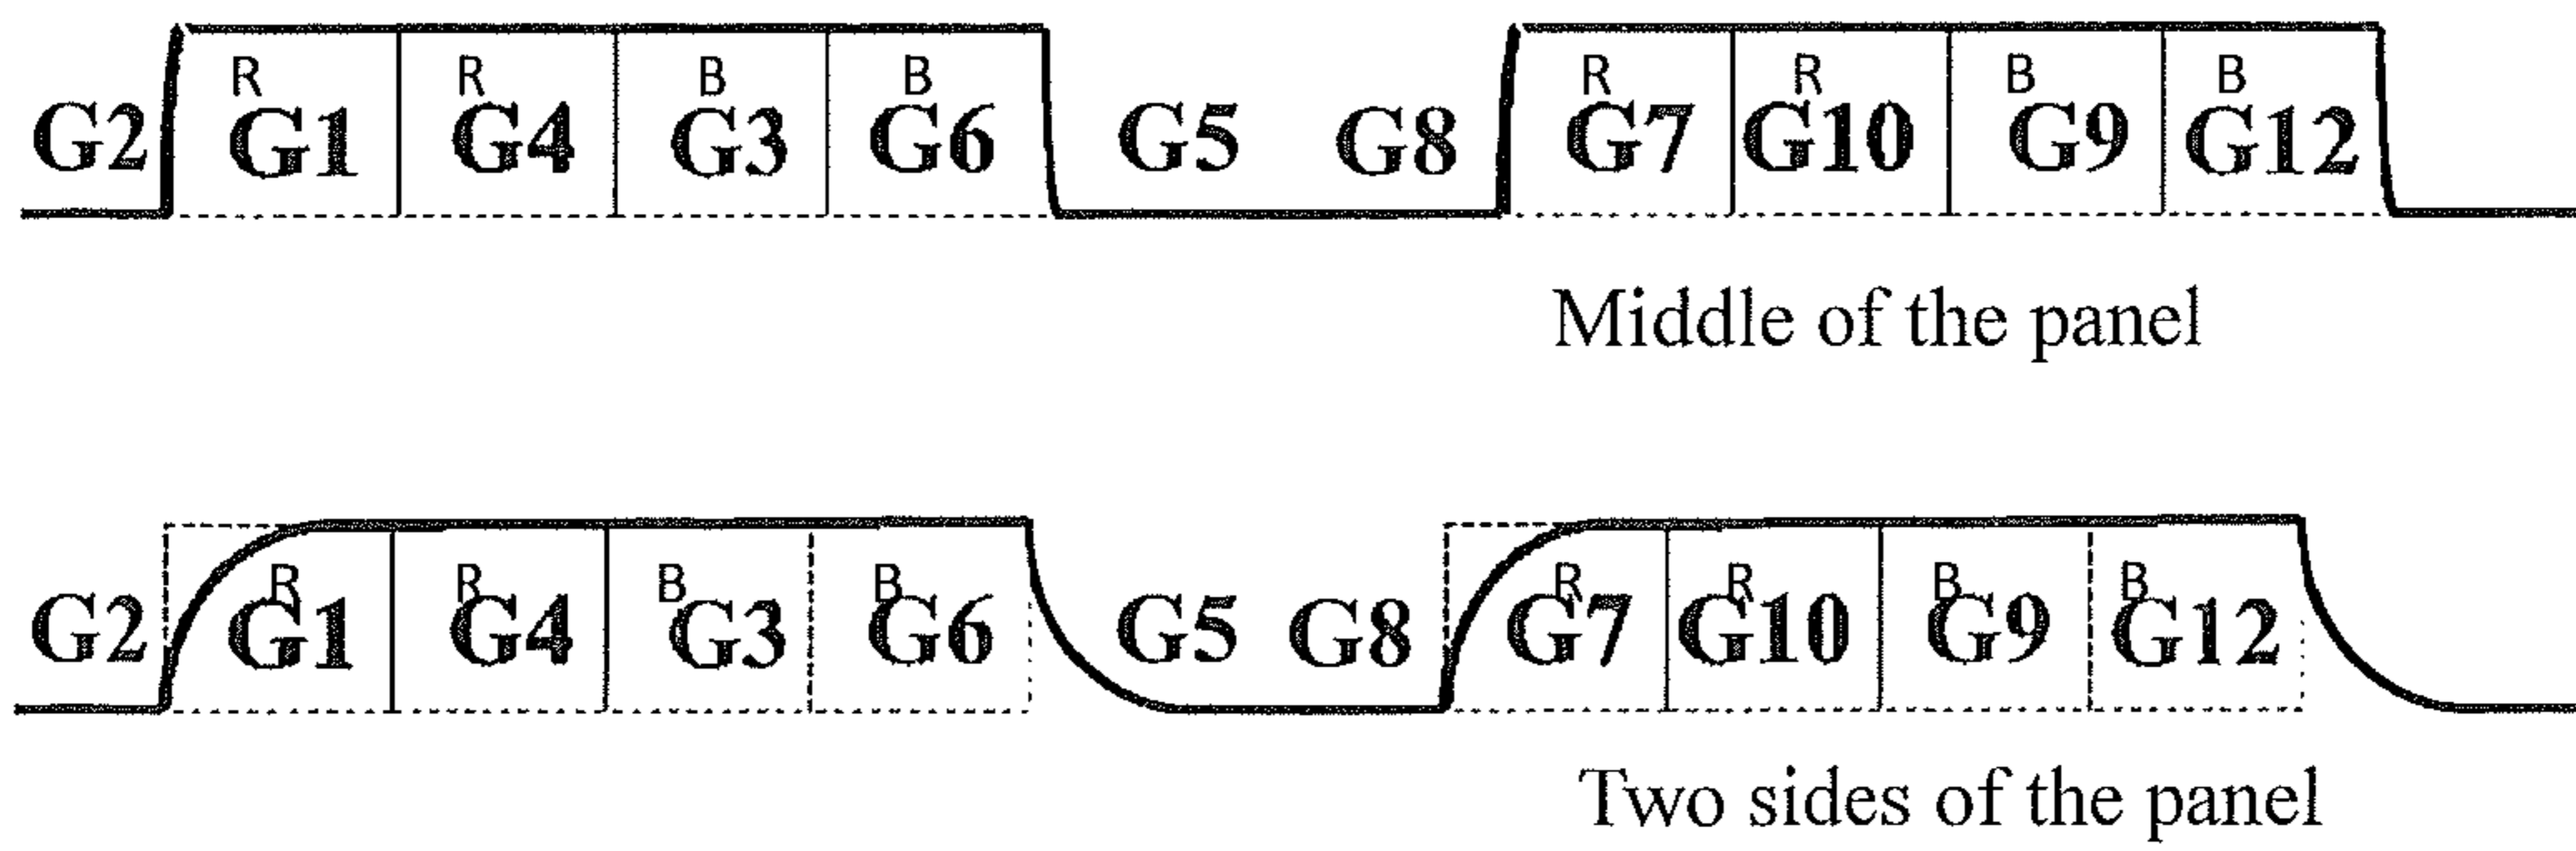 R R B B R R B B
G2 G1 G4 G3 G6 G5 G8 G7 G10 G9 G12
Middle of the panel
R R B B R R B B
G2 G1 G4 G3 G6 G5 G8 G7 G10 G9 G12
Two sides of the panel